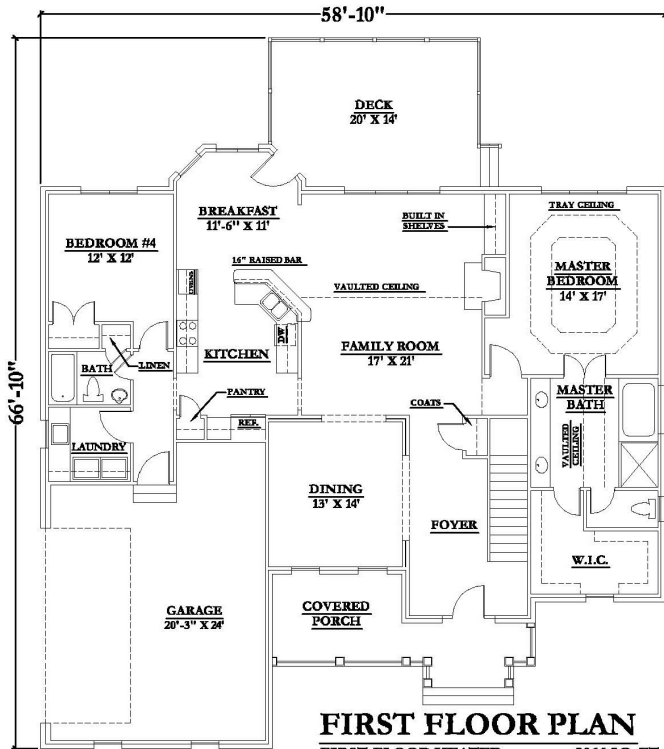 58'-10"
DECK
20' X 14'
BREAKFAST
11'-6" X 11'
BUILT IN
SHELVES
TRAY CEILING
BEDROOM #4
12' X 12'
MASTER
BEDROOM
14' X 17'
16" RAISED BAR
VAULTED CEILING
DW
FAMILY ROOM
17' X 21'
KITCHEN
LINEN
BATH
66'-10"
PANTRY
COATS
MASTER
BATH
REF.
VAULTED
CEILING
LAUNDRY
DINING
13' X 14'
FOYER
W.I.C.
GARAGE
20'-3" X 24'
COVERED
PORCH
FIRST FLOOR PLAN